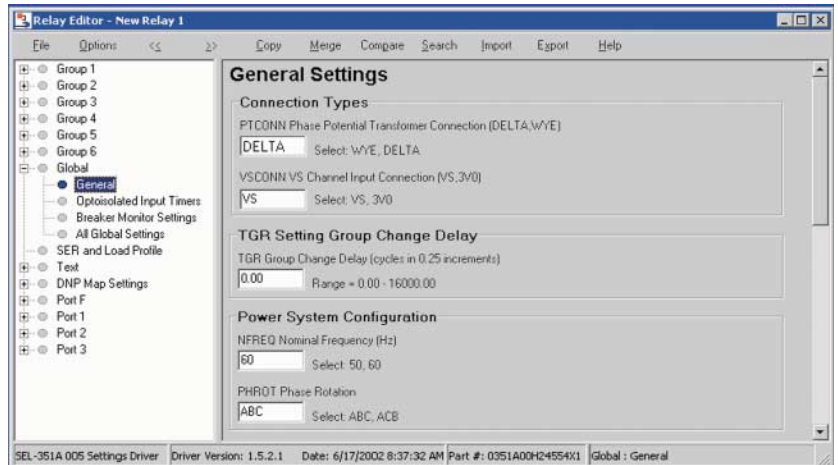 Relay Editor - New Relay 1
File Options << >> Copy Merge Compare Search Import Export Help
Group 1
Group 2
Group 3
Group 4
Group 5
Group 6
Global
General
Optoisolated Input Timers
Breaker Monitor Settings
All Global Settings
SER and Load Profile
Text
DNP Map Settings
Port F
Port 1
Port 2
Port 3
General Settings
Connection Types
PTCONN Phase Potential Transformer Connection (DELTA,WYE)
DELTA Select: WYE, DELTA
VSCONN VS Channel Input Connection (VS,3V0)
VS Select: VS, 3V0
TGR Setting Group Change Delay
TGR Group Change Delay (cycles in 0.25 increments)
0.00 Range = 0.00 - 16000.00
Power System Configuration
NFREQ Nominal Frequency (Hz)
60 Select: 50, 60
PHROT Phase Rotation
ABC Select: ABC, ACB
SEL-351A 005 Settings Driver Driver Version: 1.5.2.1 Date: 6/17/2002 8:37:32 AM Part #: 0351A00H24554X1 Global : General